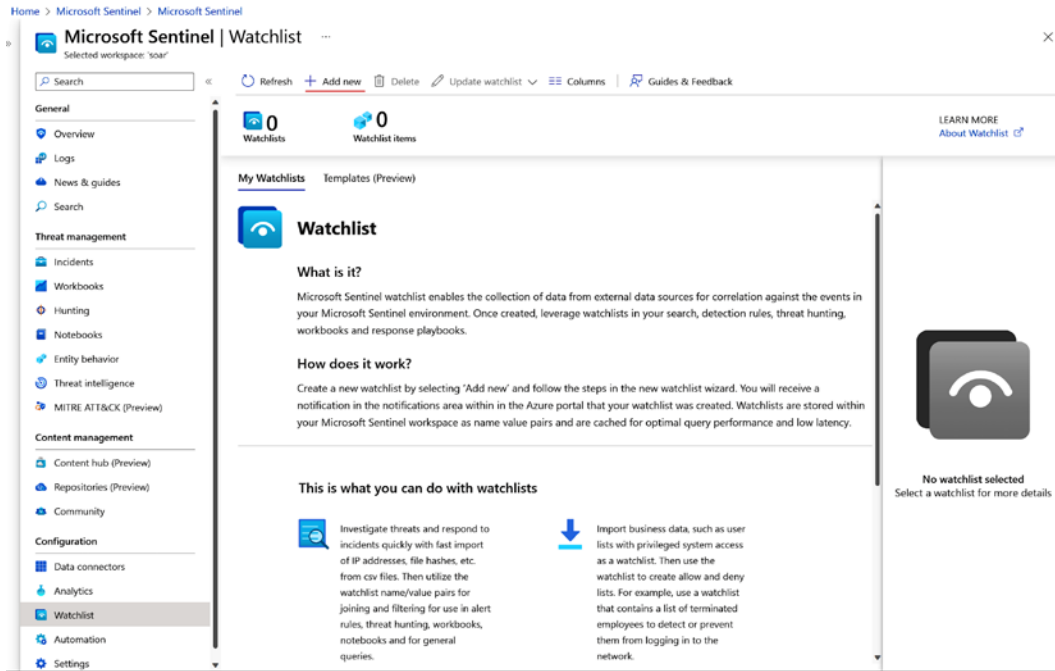 Home > Microsoft Sentinel > Microsoft Sentinel
»
Microsoft Sentinel | Watchlist ...
Selected workspace: 'soar'
Search
«
Refresh
Add new
Delete
Update watchlist
Columns
Guides & Feedback
General
Overview
Logs
News & guides
Search
Threat management
Incidents
Workbooks
Hunting
Notebooks
Entity behavior
Threat intelligence
MITRE ATT&CK (Preview)
Content management
Content hub (Preview)
Repositories (Preview)
Community
Configuration
Data connectors
Analytics
Watchlist
Automation
Settings
0
Watchlists
0
Watchlist items
LEARN MORE
About Watchlist
My Watchlists
Templates (Preview)
Watchlist
What is it?
Microsoft Sentinel watchlist enables the collection of data from external data sources for correlation against the events in
your Microsoft Sentinel environment. Once created, leverage watchlists in your search, detection rules, threat hunting,
workbooks and response playbooks.
How does it work?
Create a new watchlist by selecting 'Add new' and follow the steps in the new watchlist wizard. You will receive a
notification in the notifications area within in the Azure portal that your watchlist was created. Watchlists are stored within
your Microsoft Sentinel workspace as name value pairs and are cached for optimal query performance and low latency.
This is what you can do with watchlists
Investigate threats and respond to
incidents quickly with fast import
of IP addresses, file hashes, etc.
from csv files. Then utilize the
watchlist name/value pairs for
joining and filtering for use in alert
rules, threat hunting, workbooks,
notebooks and for general
queries.
Import business data, such as user
lists with privileged system access
as a watchlist. Then use the
watchlist to create allow and deny
lists. For example, use a watchlist
that contains a list of terminated
employees to detect or prevent
them from logging in to the
network.
No watchlist selected
Select a watchlist for more details